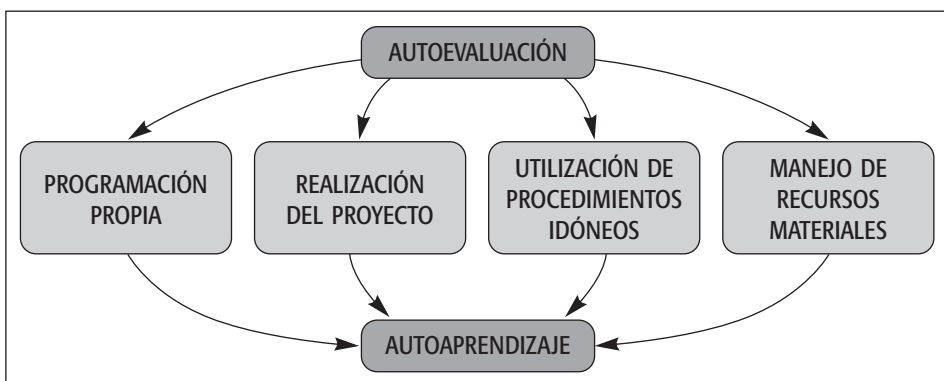 AUTOEVALUACIÓN
PROGRAMACIÓN
PROPIA
REALIZACIÓN
DEL PROYECTO
UTILIZACIÓN DE
PROCEDIMIENTOS
IDÓNEOS
MANEJO DE
RECURSOS
MATERIALES
AUTOAPRENDIZAJE